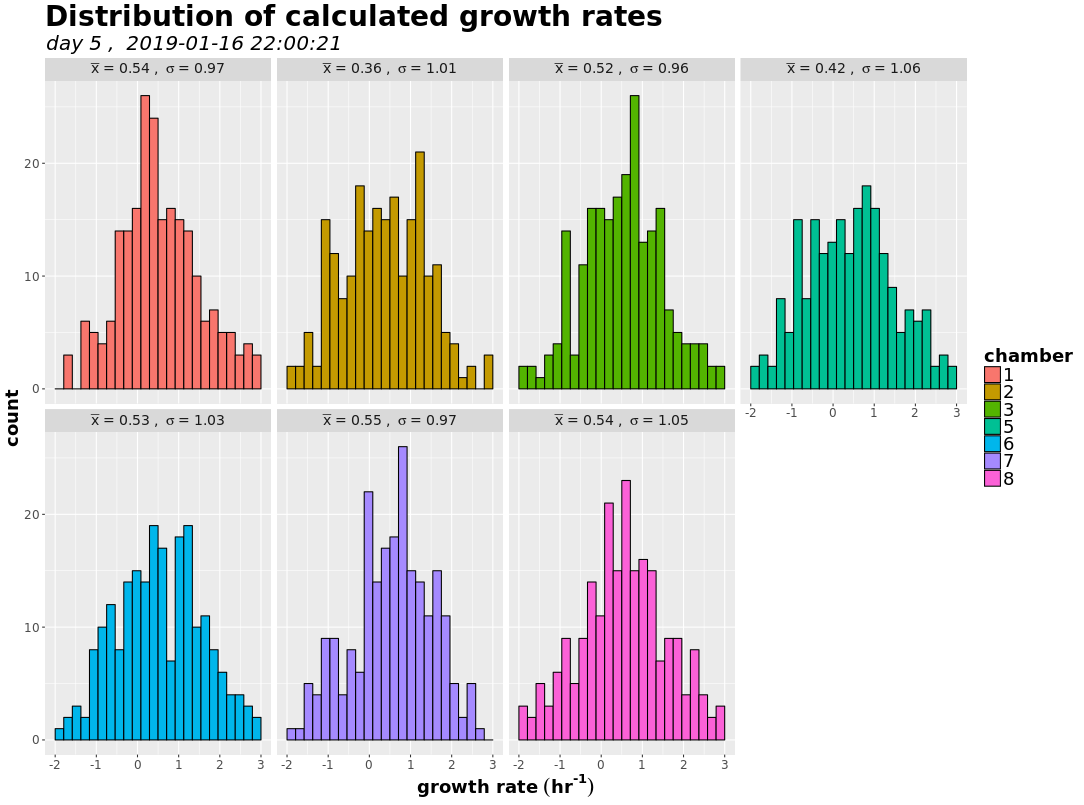 Distribution of calculated growth rates
day 5 ,  2019-01-16 22:00:21
x̅ = 0.54 ,  σ = 0.97
x̅ = 0.36 ,  σ = 1.01
x̅ = 0.52 ,  σ = 0.96
x̅ = 0.42 ,  σ = 1.06
20
10
0
-2 -1 0 1 2 3
x̅ = 0.53 ,  σ = 1.03
x̅ = 0.55 ,  σ = 0.97
x̅ = 0.54 ,  σ = 1.05
20
10
0
-2 -1 0 1 2 3
-2 -1 0 1 2 3
-2 -1 0 1 2 3
count
growth rate (hr⁻¹)
chamber
1
2
3
5
6
7
8